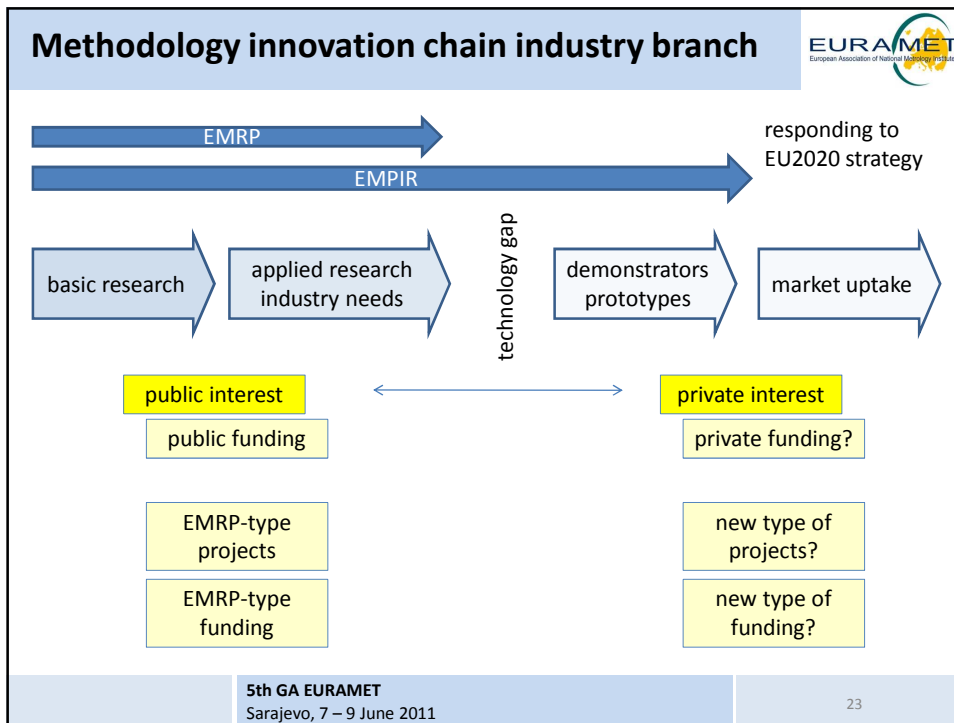 Methodology innovation chain industry branch
EURAMET
European Association of National Metrology Institutes
EMRP
EMPIR
responding to
EU2020 strategy
basic research
applied research
industry needs
technology gap
demonstrators
prototypes
market uptake
public interest
private interest
public funding
private funding?
EMRP-type
projects
new type of
projects?
EMRP-type
funding
new type of
funding?
5th GA EURAMET
Sarajevo, 7 – 9 June 2011
23